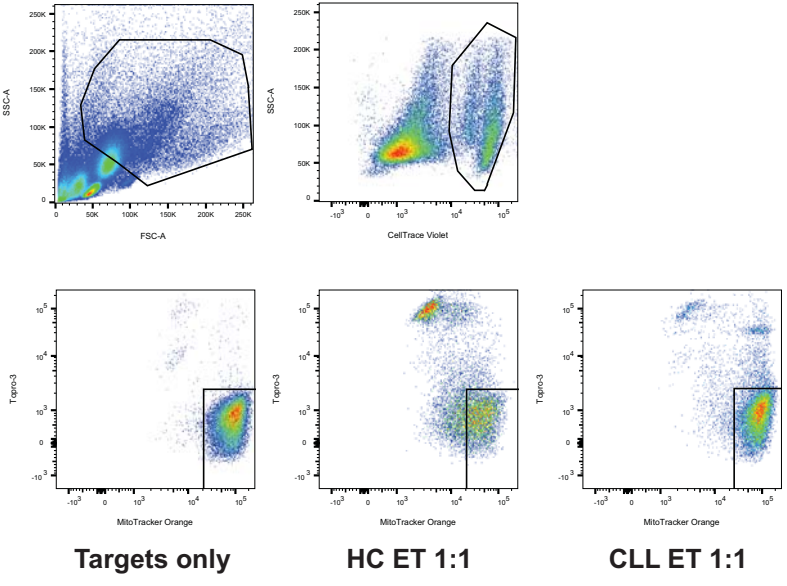 250K
200K
150K
100K
50K
0
SSC-A
0 50K 100K 150K 200K 250K
FSC-A
250K
200K
150K
100K
50K
0
SSC-A
-10³ 0 10³ 10⁴ 10⁵
CellTrace Violet
10⁵
10⁴
10³
0
-10³
Topro-3
-10³ 0 10³ 10⁴ 10⁵
MitoTracker Orange
Targets only
10⁵
10⁴
10³
0
-10³
Topro-3
-10³ 0 10³ 10⁴ 10⁵
MitoTracker Orange
HC ET 1:1
10⁵
10⁴
10³
0
-10³
Topro-3
-10³ 0 10³ 10⁴ 10⁵
MitoTracker Orange
CLL ET 1:1